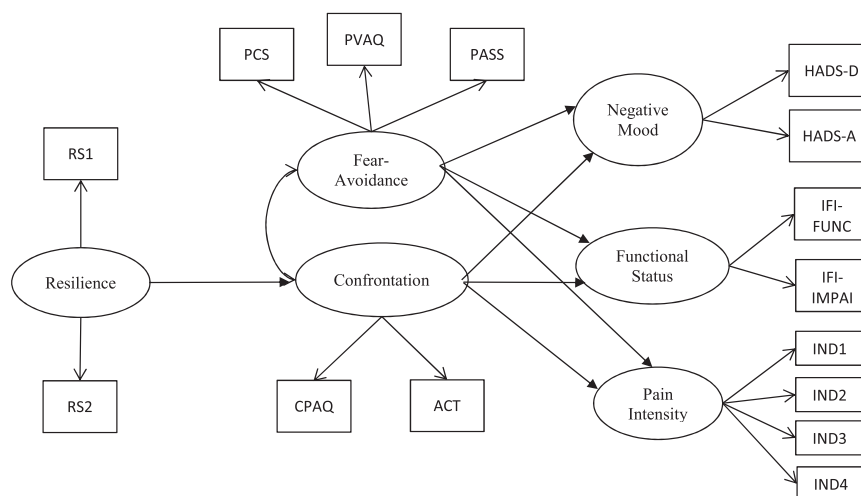 PCS
PVAQ
PASS
HADS-D
Negative
Mood
HADS-A
RS1
Fear-
Avoidance
IFI-
FUNC
Functional
Status
Resilience
Confrontation
IFI-
IMPAI
IND1
RS2
CPAQ
ACT
Pain
Intensity
IND2
IND3
IND4